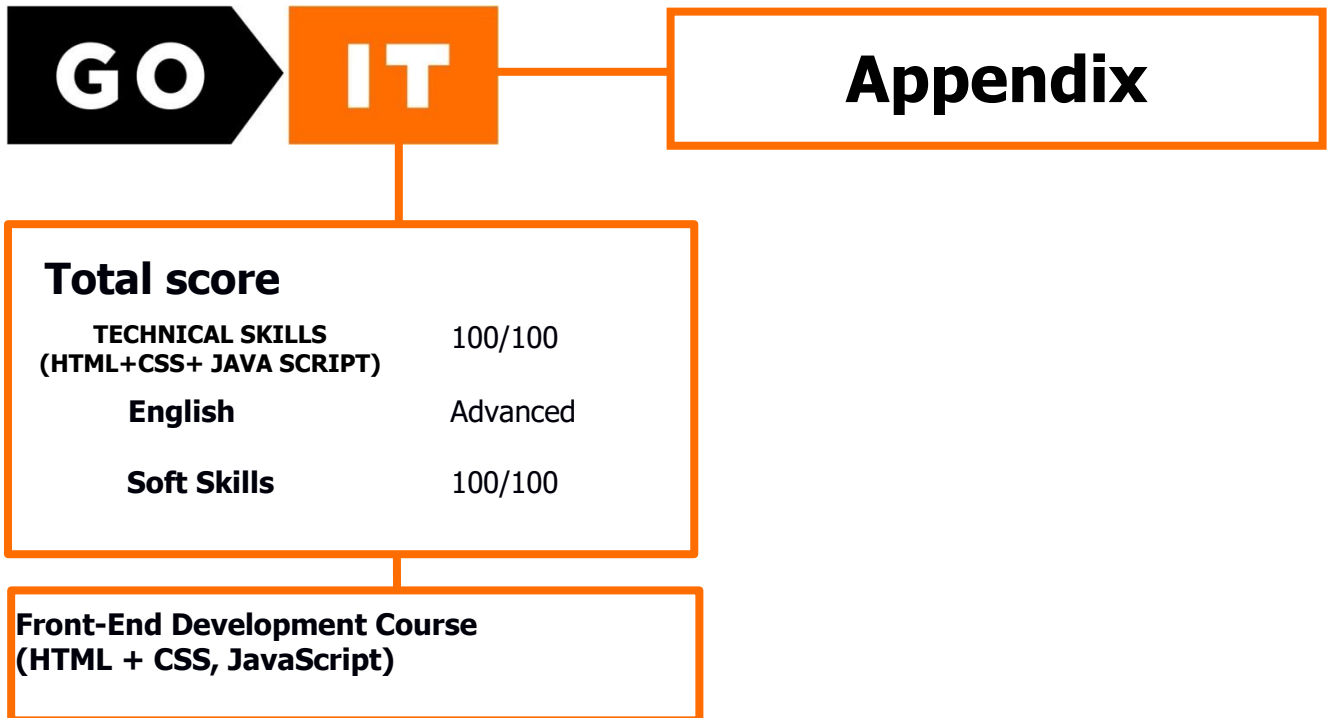 GO IT
Appendix
Total score
TECHNICAL SKILLS
(HTML+CSS+ JAVA SCRIPT)
100/100
English
Advanced
Soft Skills
100/100
Front-End Development Course
(HTML + CSS, JavaScript)